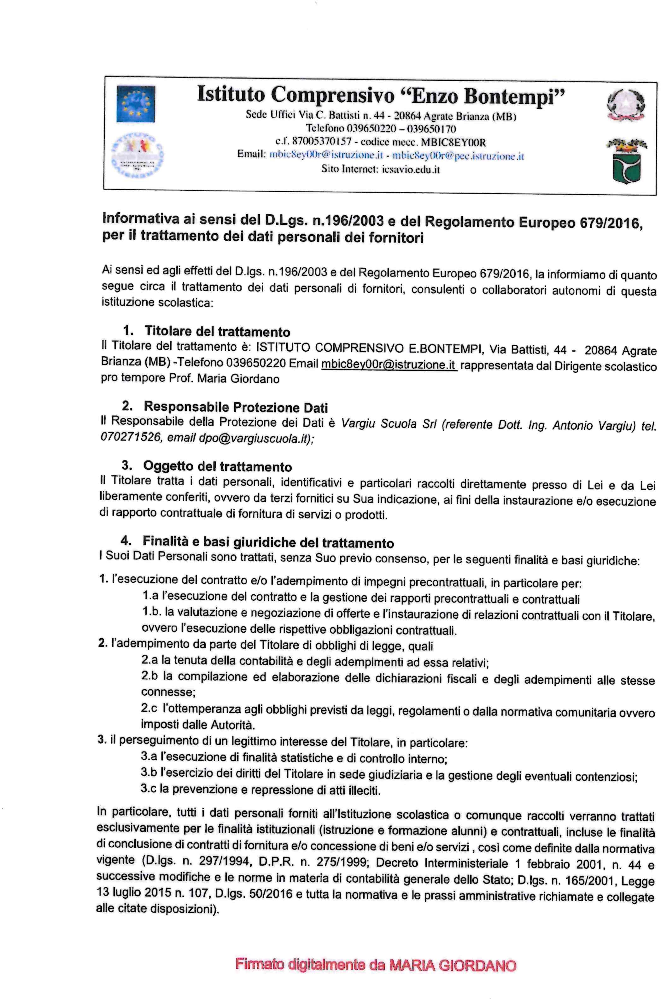 Istituto Comprensivo “Enzo Bontempi”
Sede Uffici Via C. Battisti n. 44 - 20864 Agrate Brianza (MB)
Telefono 039650220 – 039650170
c.f. 87005370157 - codice mecc. MBIC8EY00R
Email: mbic8ey00r@istruzione.it - mbic8ey00r@pec.istruzione.it
Sito Internet: icsavio.edu.it
ISTITUTO COMPRENSIVO
Informativa ai sensi del D.Lgs. n.196/2003 e del Regolamento Europeo 679/2016,
per il trattamento dei dati personali dei fornitori
Ai sensi ed agli effetti del D.lgs. n.196/2003 e del Regolamento Europeo 679/2016, la informiamo di quanto
segue circa il trattamento dei dati personali di fornitori, consulenti o collaboratori autonomi di questa
istituzione scolastica:
1. Titolare del trattamento
Il Titolare del trattamento è: ISTITUTO COMPRENSIVO E.BONTEMPI, Via Battisti, 44 - 20864 Agrate
Brianza (MB) -Telefono 039650220 Email mbic8ey00r@istruzione.it rappresentata dal Dirigente scolastico
pro tempore Prof. Maria Giordano
2. Responsabile Protezione Dati
Il Responsabile della Protezione dei Dati è Vargiu Scuola Srl (referente Dott. Ing. Antonio Vargiu) tel.
070271526, email dpo@vargiuscuola.it);
3. Oggetto del trattamento
Il Titolare tratta i dati personali, identificativi e particolari raccolti direttamente presso di Lei e da Lei
liberamente conferiti, ovvero da terzi fornitici su Sua indicazione, ai fini della instaurazione e/o esecuzione
di rapporto contrattuale di fornitura di servizi o prodotti.
4. Finalità e basi giuridiche del trattamento
I Suoi Dati Personali sono trattati, senza Suo previo consenso, per le seguenti finalità e basi giuridiche:
1. l’esecuzione del contratto e/o l’adempimento di impegni precontrattuali, in particolare per:
1.a l’esecuzione del contratto e la gestione dei rapporti precontrattuali e contrattuali
1.b. la valutazione e negoziazione di offerte e l’instaurazione di relazioni contrattuali con il Titolare,
ovvero l’esecuzione delle rispettive obbligazioni contrattuali.
2. l’adempimento da parte del Titolare di obblighi di legge, quali
2.a la tenuta della contabilità e degli adempimenti ad essa relativi;
2.b la compilazione ed elaborazione delle dichiarazioni fiscali e degli adempimenti alle stesse
connesse;
2.c l’ottemperanza agli obblighi previsti da leggi, regolamenti o dalla normativa comunitaria ovvero
imposti dalle Autorità.
3. il perseguimento di un legittimo interesse del Titolare, in particolare:
3.a l’esecuzione di finalità statistiche e di controllo interno;
3.b l’esercizio dei diritti del Titolare in sede giudiziaria e la gestione degli eventuali contenziosi;
3.c la prevenzione e repressione di atti illeciti.
In particolare, tutti i dati personali forniti all’Istituzione scolastica o comunque raccolti verranno trattati
esclusivamente per le finalità istituzionali (istruzione e formazione alunni) e contrattuali, incluse le finalità
di conclusione di contratti di fornitura e/o concessione di beni e/o servizi , così come definite dalla normativa
vigente (D.lgs. n. 297/1994, D.P.R. n. 275/1999; Decreto Interministeriale 1 febbraio 2001, n. 44 e
successive modifiche e le norme in materia di contabilità generale dello Stato; D.lgs. n. 165/2001, Legge
13 luglio 2015 n. 107, D.lgs. 50/2016 e tutta la normativa e le prassi amministrative richiamate e collegate
alle citate disposizioni).
Firmato digitalmente da MARIA GIORDANO